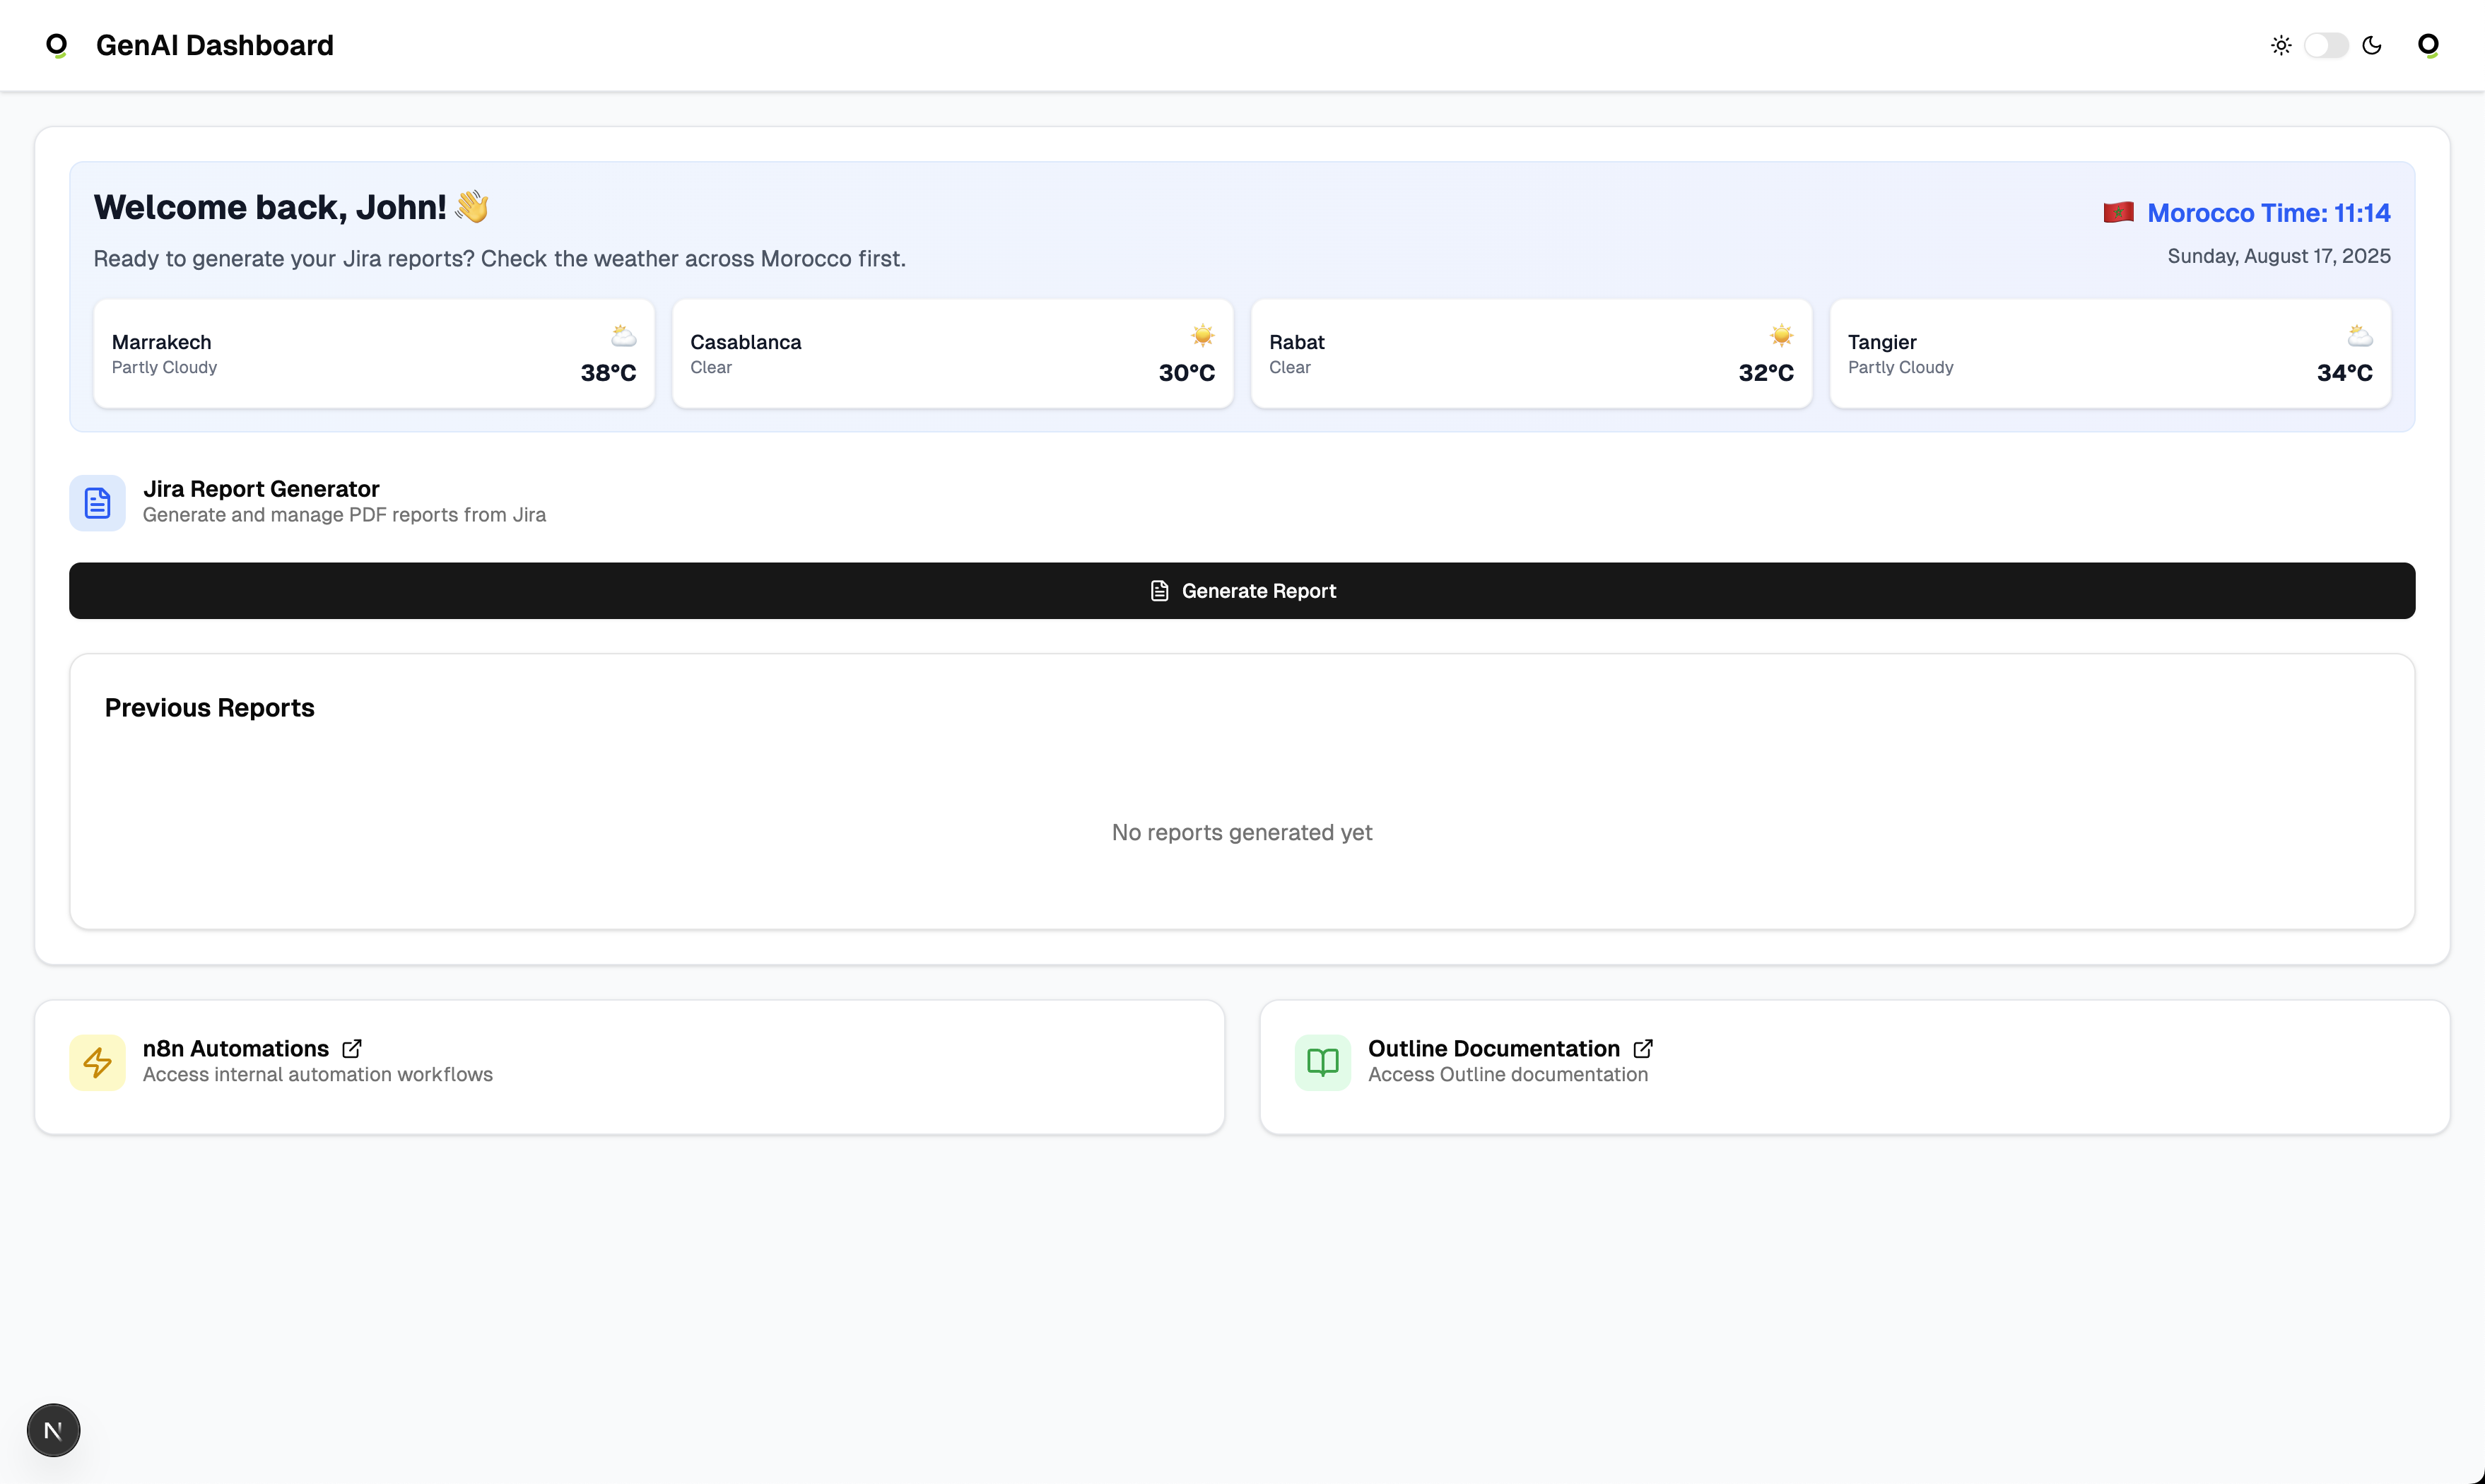 GenAI Dashboard
Welcome back, John! 👋
Morocco Time: 11:14
Ready to generate your Jira reports? Check the weather across Morocco first.
Sunday, August 17, 2025
Marrakech
Partly Cloudy
38°C
Casablanca
Clear
30°C
Rabat
Clear
32°C
Tangier
Partly Cloudy
34°C
Jira Report Generator
Generate and manage PDF reports from Jira
Generate Report
Previous Reports
No reports generated yet
n8n Automations
Access internal automation workflows
Outline Documentation
Access Outline documentation
N